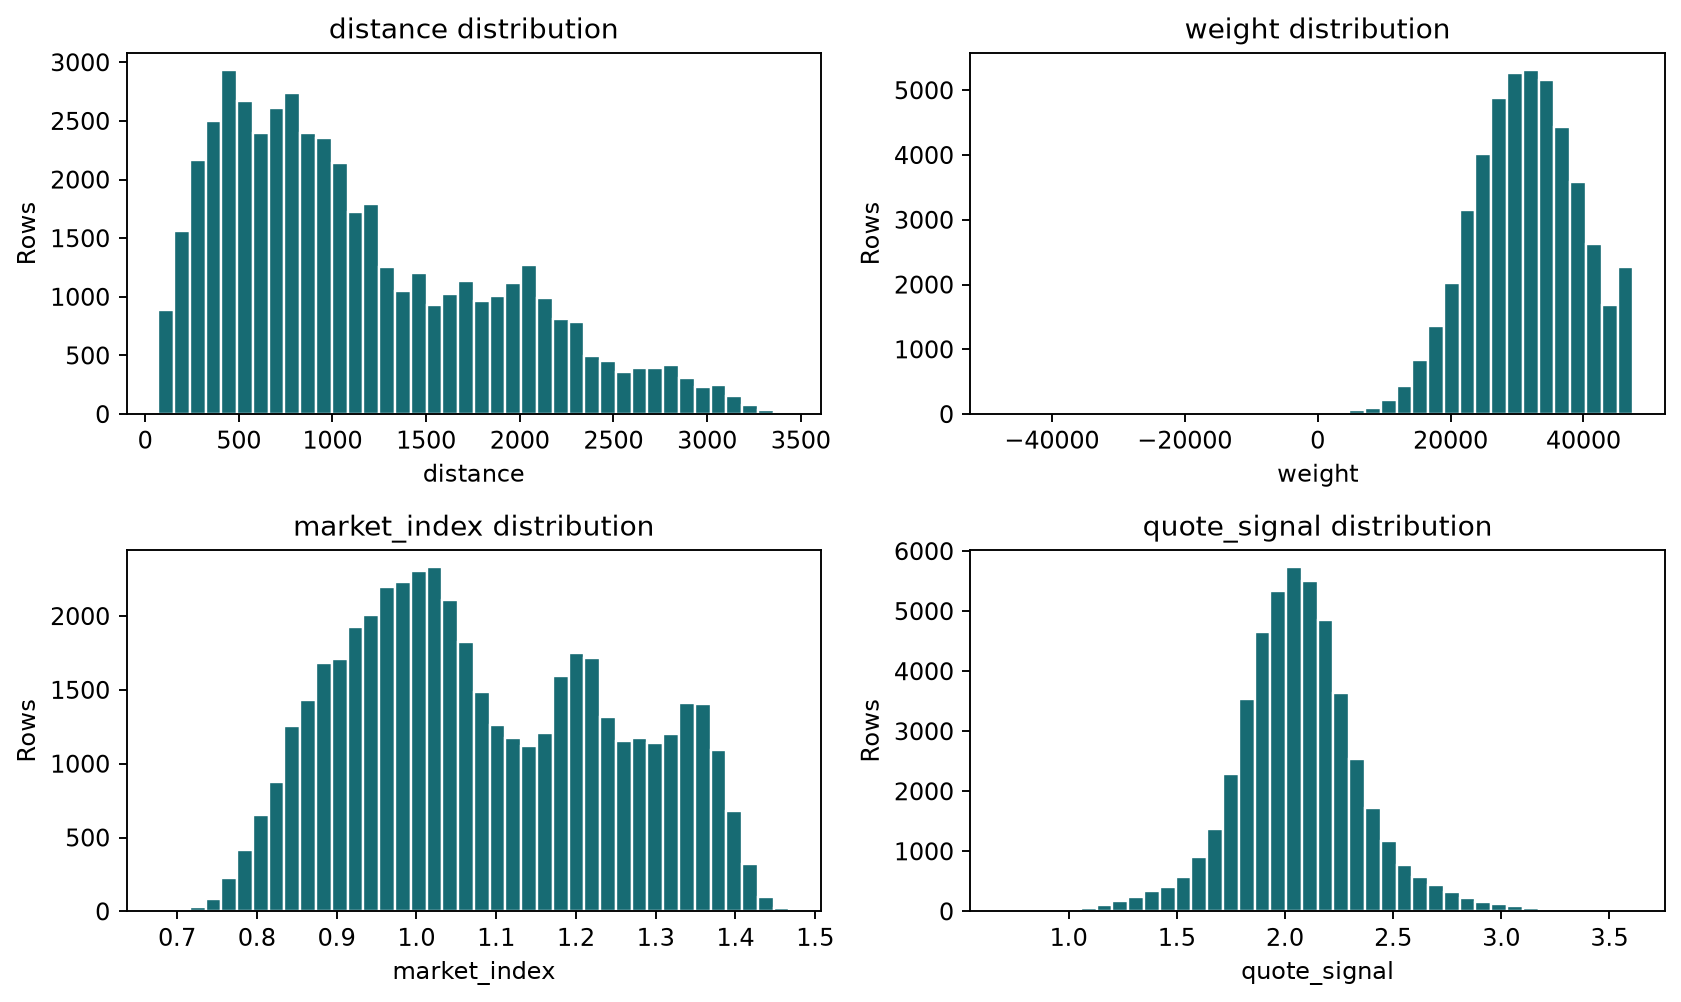 distance distribution
3000
2500
2000
1500
1000
500
0
Rows
0 500 1000 1500 2000 2500 3000 3500
distance
weight distribution
5000
4000
3000
2000
1000
0
Rows
−40000 −20000 0 20000 40000
weight
market_index distribution
2000
1500
1000
500
0
Rows
0.7 0.8 0.9 1.0 1.1 1.2 1.3 1.4 1.5
market_index
quote_signal distribution
6000
5000
4000
3000
2000
1000
0
Rows
1.0 1.5 2.0 2.5 3.0 3.5
quote_signal